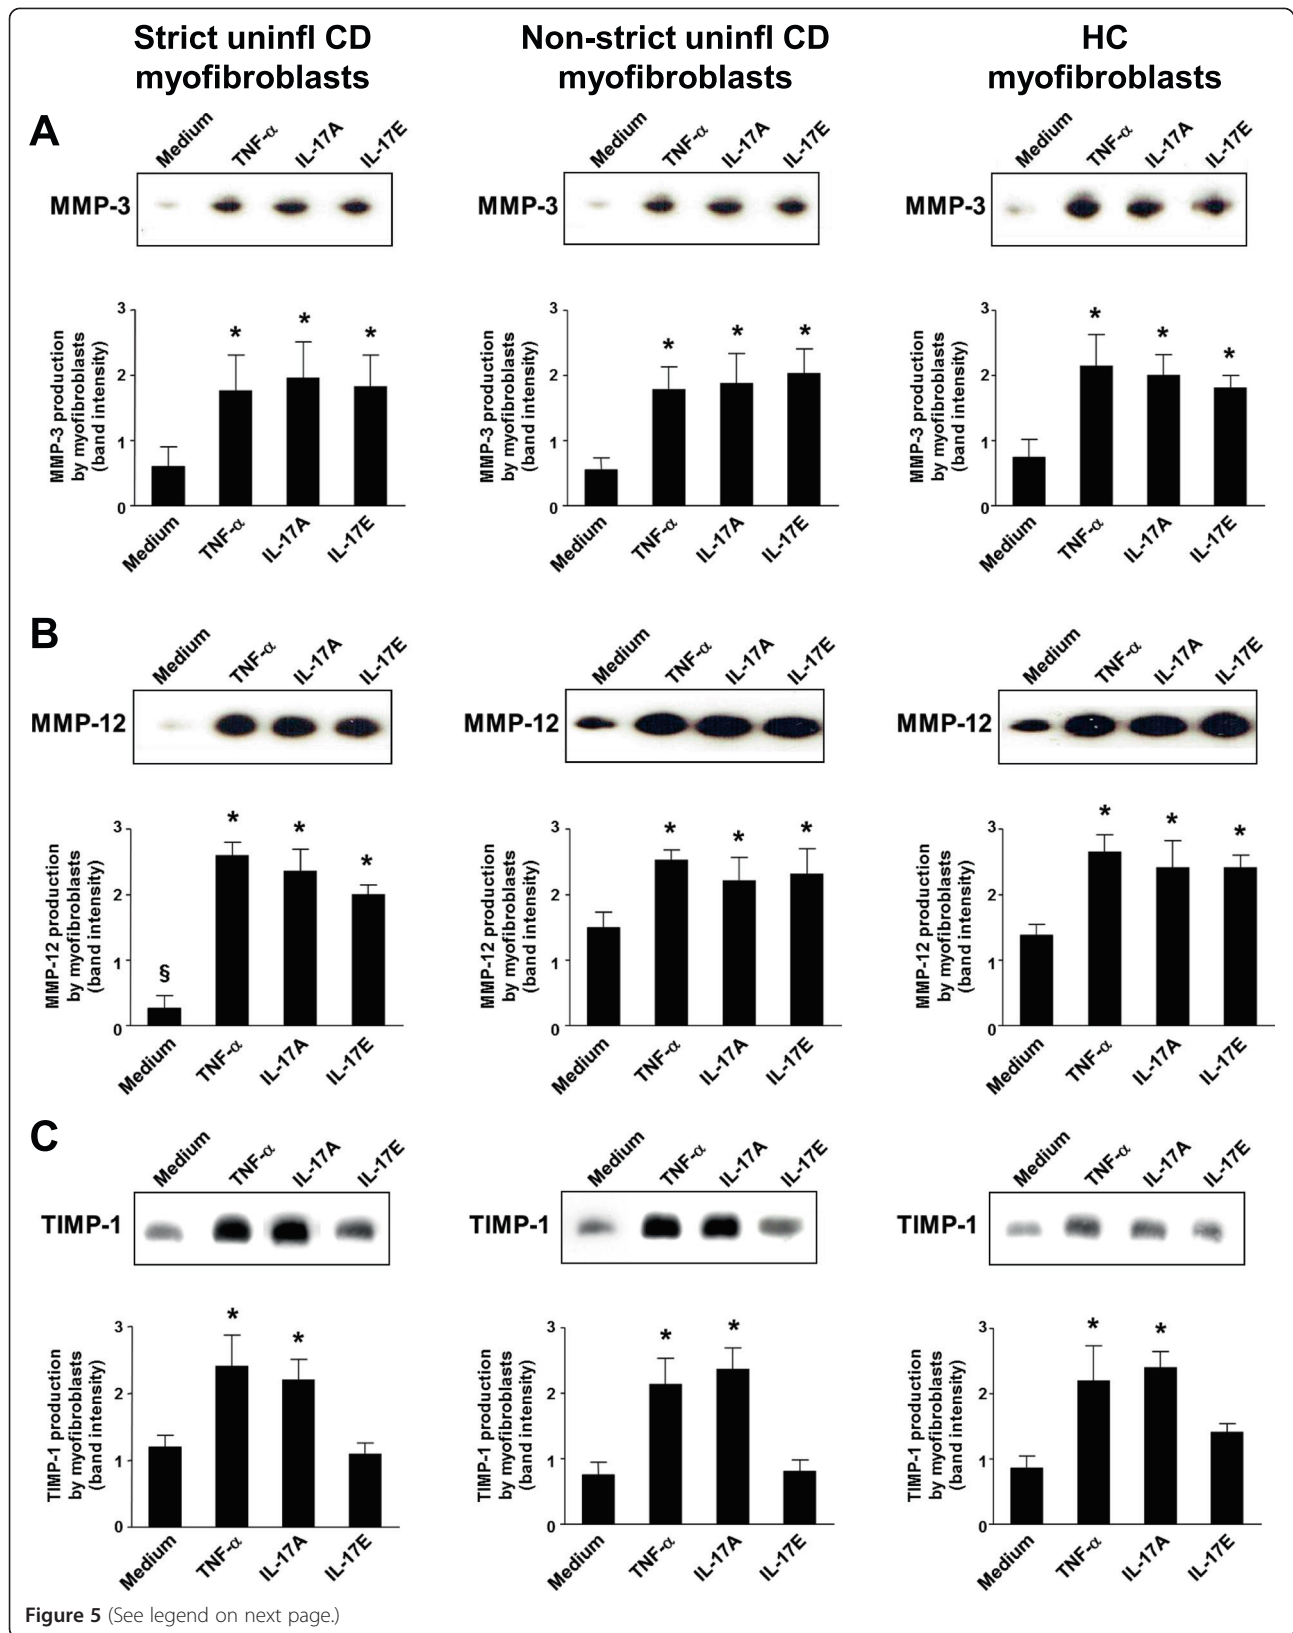 Strict uninfl CD
myofibroblasts
Non-strict uninfl CD
myofibroblasts
HC
myofibroblasts
A
Medium TNF-α IL-17A IL-17E
MMP-3
3
2
1
0
MMP-3 production
by myofibroblasts
(band intensity)
* * *
Medium TNF-α IL-17A IL-17E
Medium TNF-α IL-17A IL-17E
MMP-3
3
2
1
0
MMP-3 production
by myofibroblasts
(band intensity)
* * *
Medium TNF-α IL-17A IL-17E
Medium TNF-α IL-17A IL-17E
MMP-3
3
2
1
0
MMP-3 production
by myofibroblasts
(band intensity)
* * *
Medium TNF-α IL-17A IL-17E
B
Medium TNF-α IL-17A IL-17E
MMP-12
3
2
1
0
MMP-12 production
by myofibroblasts
(band intensity)
§ * * *
Medium TNF-α IL-17A IL-17E
Medium TNF-α IL-17A IL-17E
MMP-12
3
2
1
0
MMP-12 production
by myofibroblasts
(band intensity)
* * *
Medium TNF-α IL-17A IL-17E
Medium TNF-α IL-17A IL-17E
MMP-12
3
2
1
0
MMP-12 production
by myofibroblasts
(band intensity)
* * *
Medium TNF-α IL-17A IL-17E
C
Medium TNF-α IL-17A IL-17E
TIMP-1
3
2
1
0
TIMP-1 production
by myofibroblasts
(band intensity)
* *
Medium TNF-α IL-17A IL-17E
Medium TNF-α IL-17A IL-17E
TIMP-1
3
2
1
0
TIMP-1 production
by myofibroblasts
(band intensity)
* *
Medium TNF-α IL-17A IL-17E
Medium TNF-α IL-17A IL-17E
TIMP-1
3
2
1
0
TIMP-1 production
by myofibroblasts
(band intensity)
* *
Medium TNF-α IL-17A IL-17E
Figure 5 (See legend on next page.)